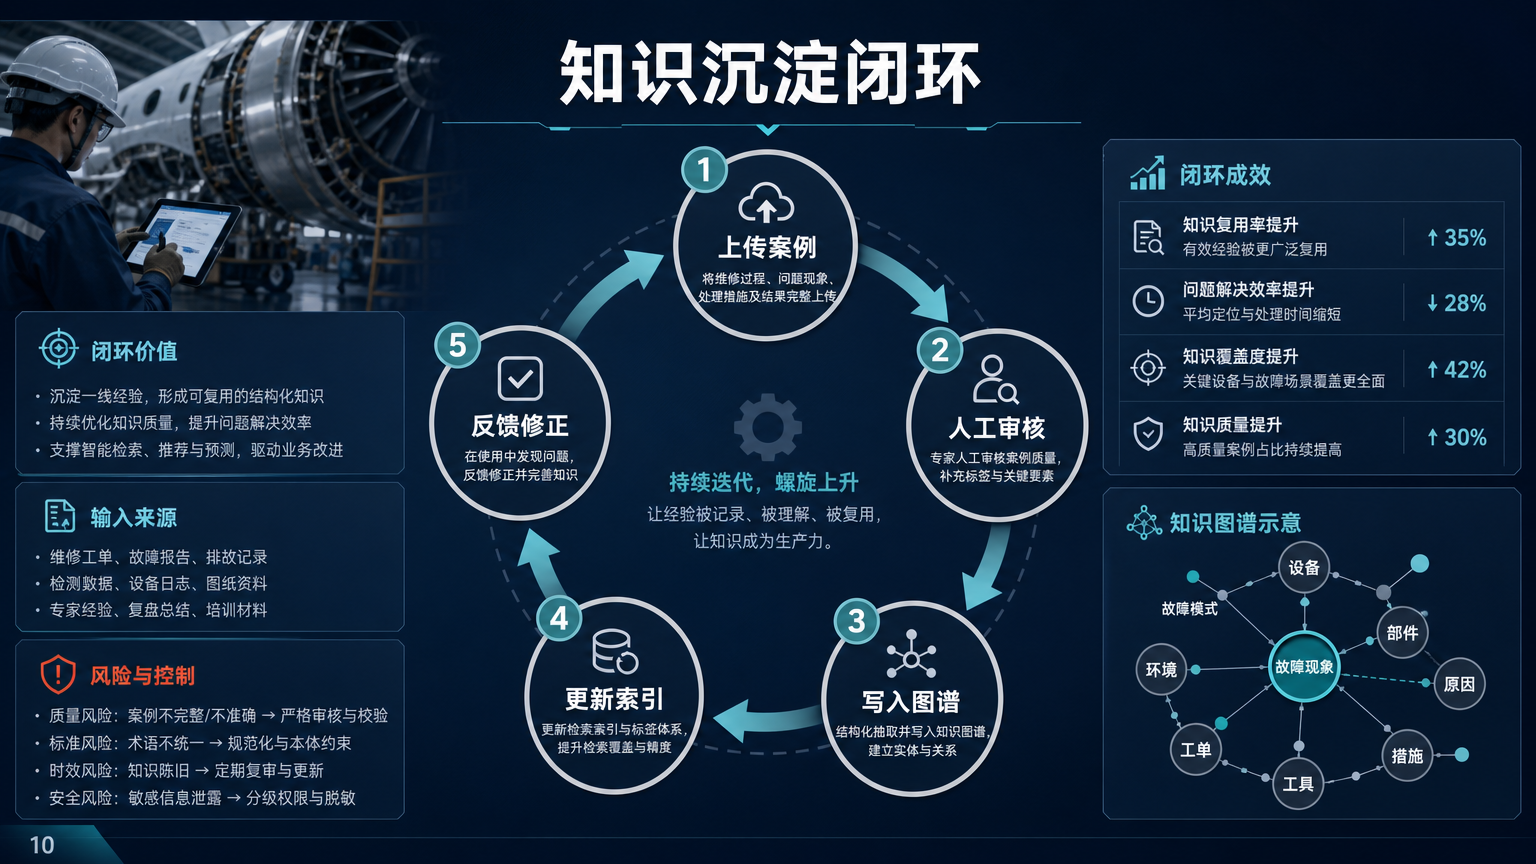 知识沉淀闭环
1
上传案例
将维修过程、问题现象、
处理措施及结果完整上传
2
人工审核
专家人工审核案例质量，
补充标签与关键要素
3
写入图谱
结构化抽取并写入知识图谱，
建立实体与关系
4
更新索引
更新检索索引与标签体系，
提升检索覆盖与精度
5
反馈修正
在使用中发现问题，
反馈修正并完善知识
持续迭代，螺旋上升
让经验被记录、被理解、被复用，
让知识成为生产力。
闭环价值
• 沉淀一线经验，形成可复用的结构化知识
• 持续优化知识质量，提升问题解决效率
• 支撑智能检索、推荐与预测，驱动业务改进
输入来源
• 维修工单、故障报告、排故记录
• 检测数据、设备日志、图纸资料
• 专家经验、复盘总结、培训材料
风险与控制
• 质量风险：案例不完整/不准确 → 严格审核与校验
• 标准风险：术语不统一 → 规范化与本体约束
• 时效风险：知识陈旧 → 定期复审与更新
• 安全风险：敏感信息泄露 → 分级权限与脱敏
闭环成效
知识复用率提升
有效经验被更广泛复用
↑ 35%
问题解决效率提升
平均定位与处理时间缩短
↓ 28%
知识覆盖度提升
关键设备与故障场景覆盖更全面
↑ 42%
知识质量提升
高质量案例占比持续提高
↑ 30%
知识图谱示意
设备
故障模式
部件
环境
故障现象
原因
工单
措施
工具
10